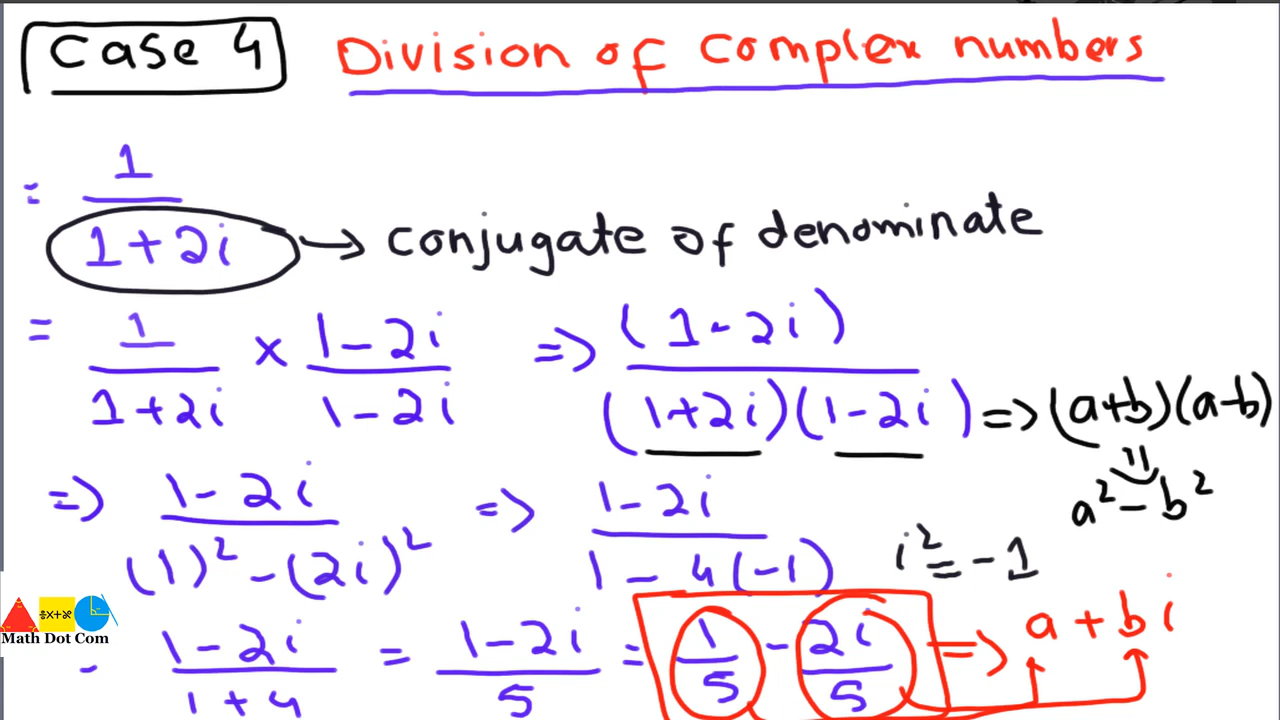 Case 4 Division of complex numbers
= 1/(1+2i) → conjugate of denominate
= 1/(1+2i) × (1-2i)/(1-2i) => (1-2i)/((1+2i)(1-2i)) => (a+b)(a-b)
= a² - b²
=> (1-2i)/((1)² - (2i)²) => (1-2i)/(1-4(-1)) i² = -1
= (1-2i)/(1+4) = (1-2i)/5 = 1/5 - 2i/5 => a + bi
Math Dot Com